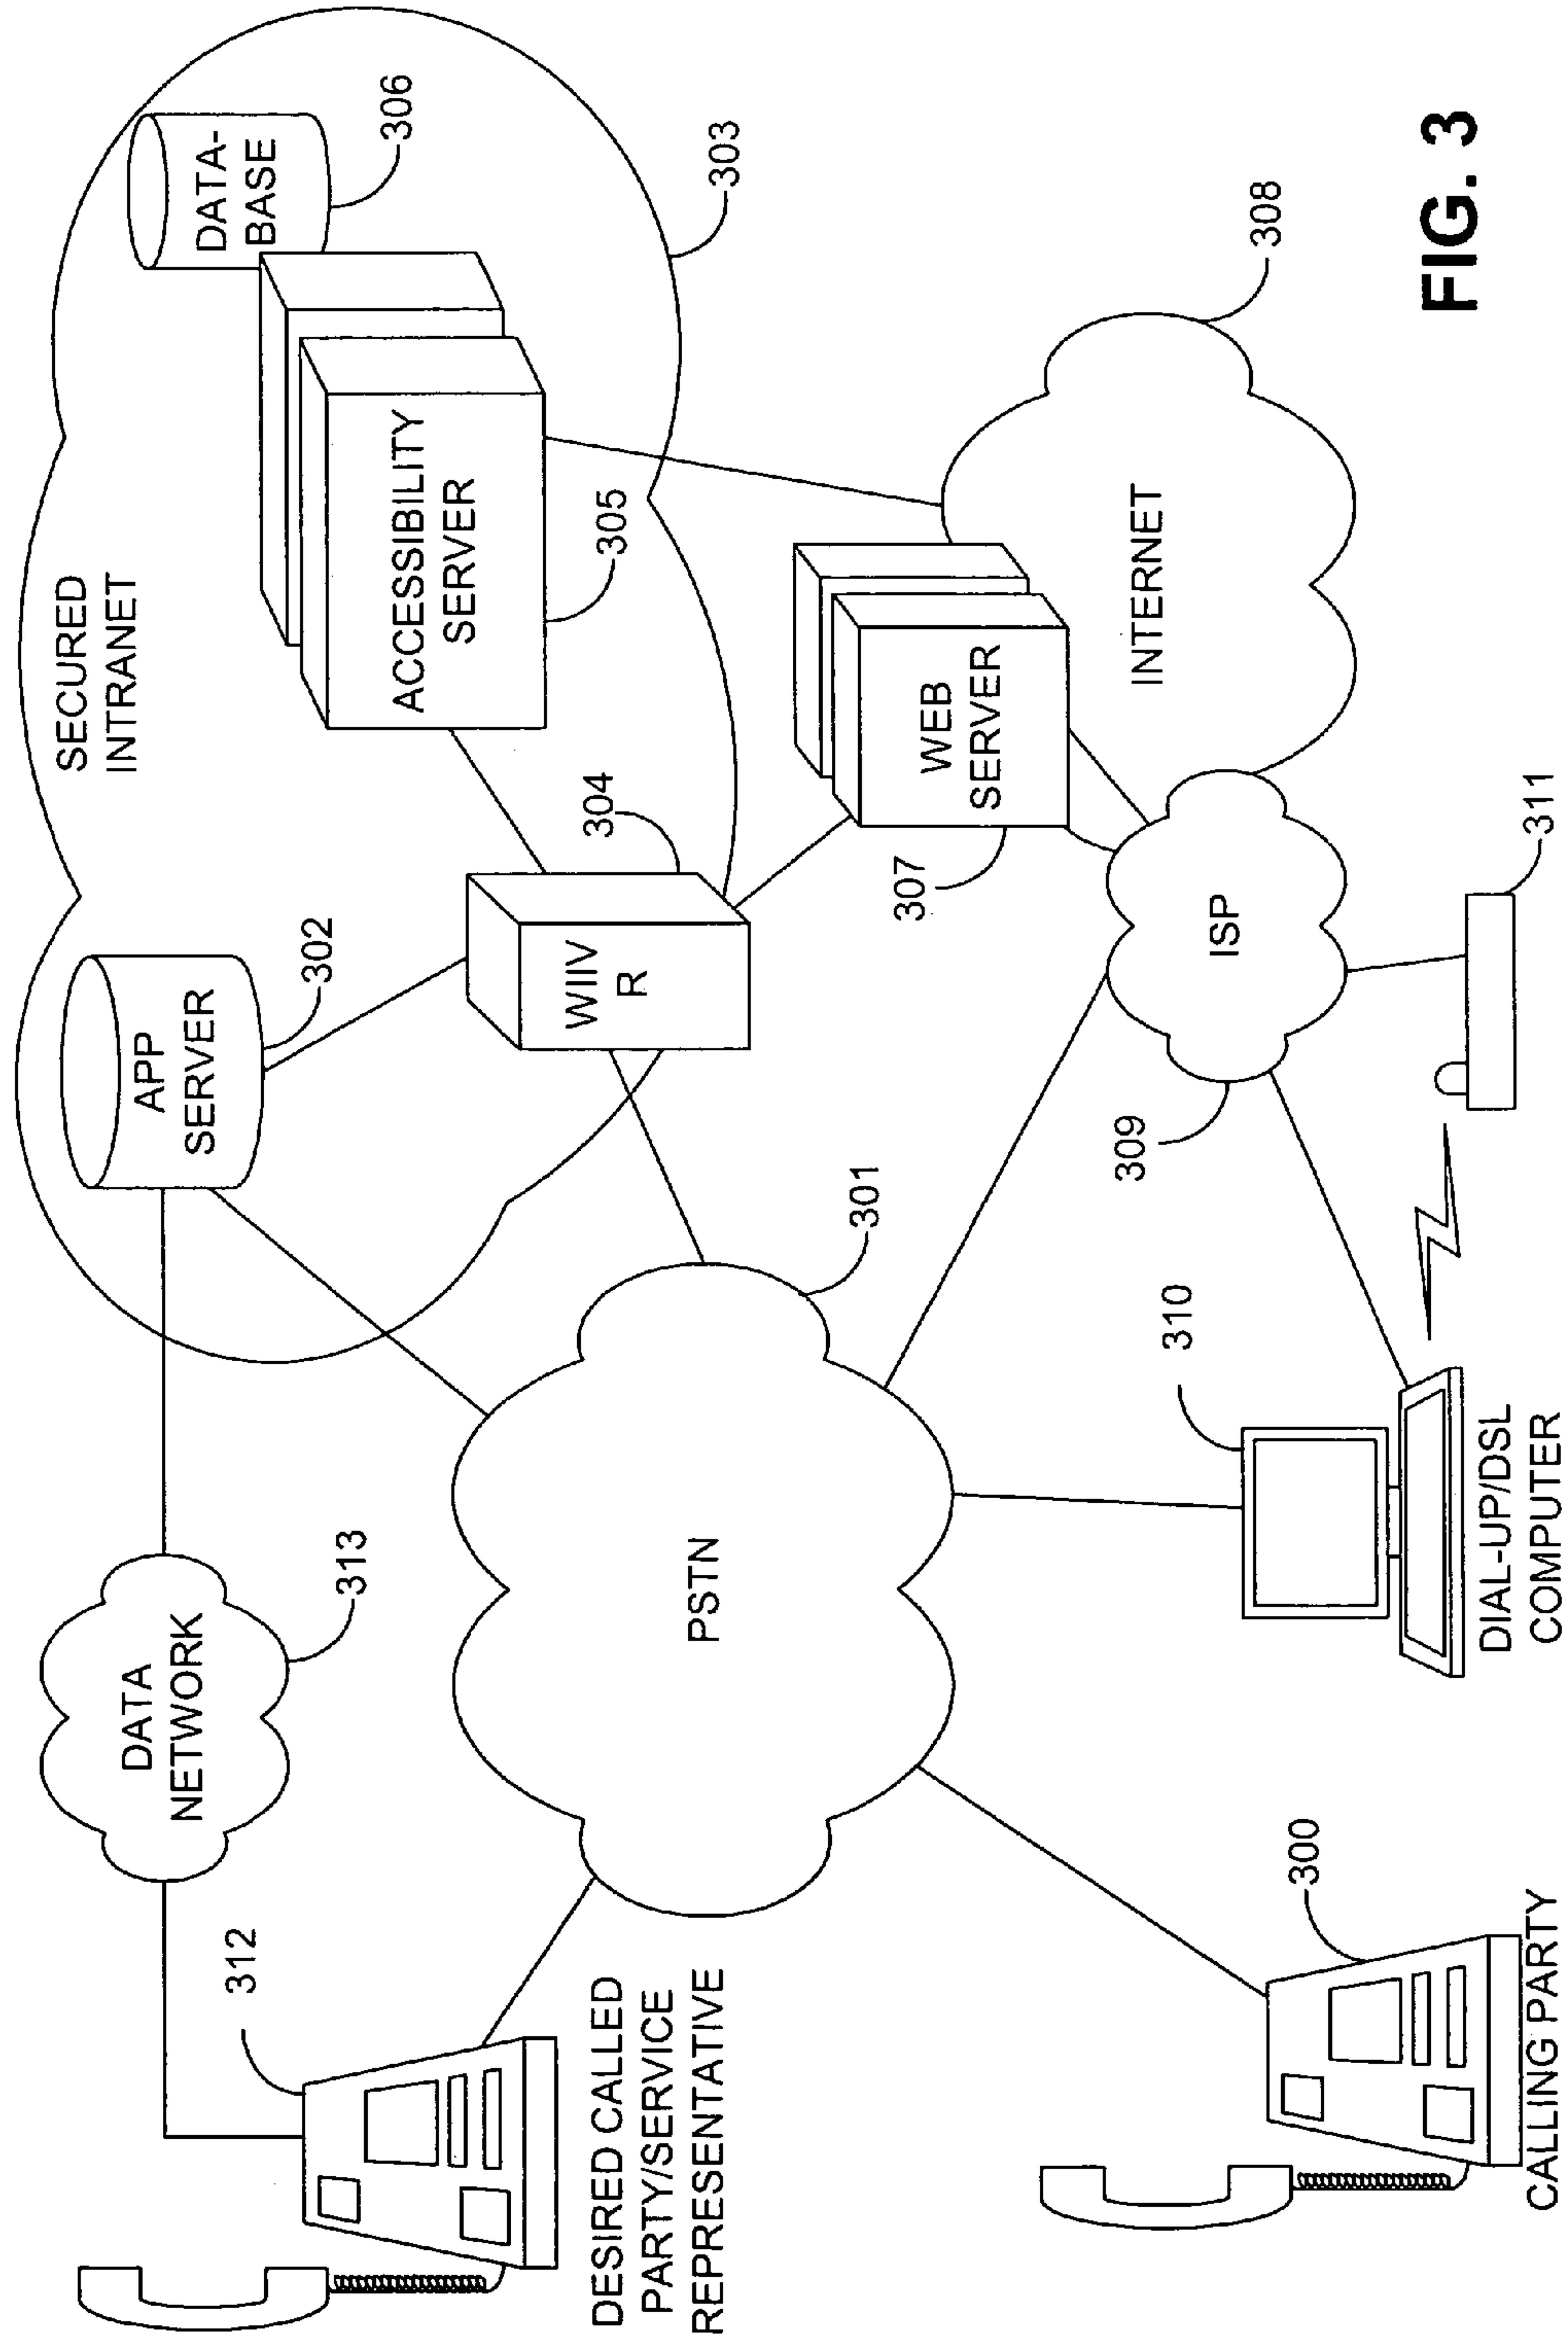 306
DATA-
BASE
303
308
FIG. 3
SECURED
INTRANET
ACCESSIBILITY
SERVER
305
INTERNET
304
WEB
SERVER
307
311
302
APP
SERVER
WIIV
R
ISP
309
301
310
313
DATA
NETWORK
PSTN
DIAL-UP/DSL
COMPUTER
312
300
DESIRED CALLED
PARTY/SERVICE
REPRESENTATIVE
CALLING PARTY